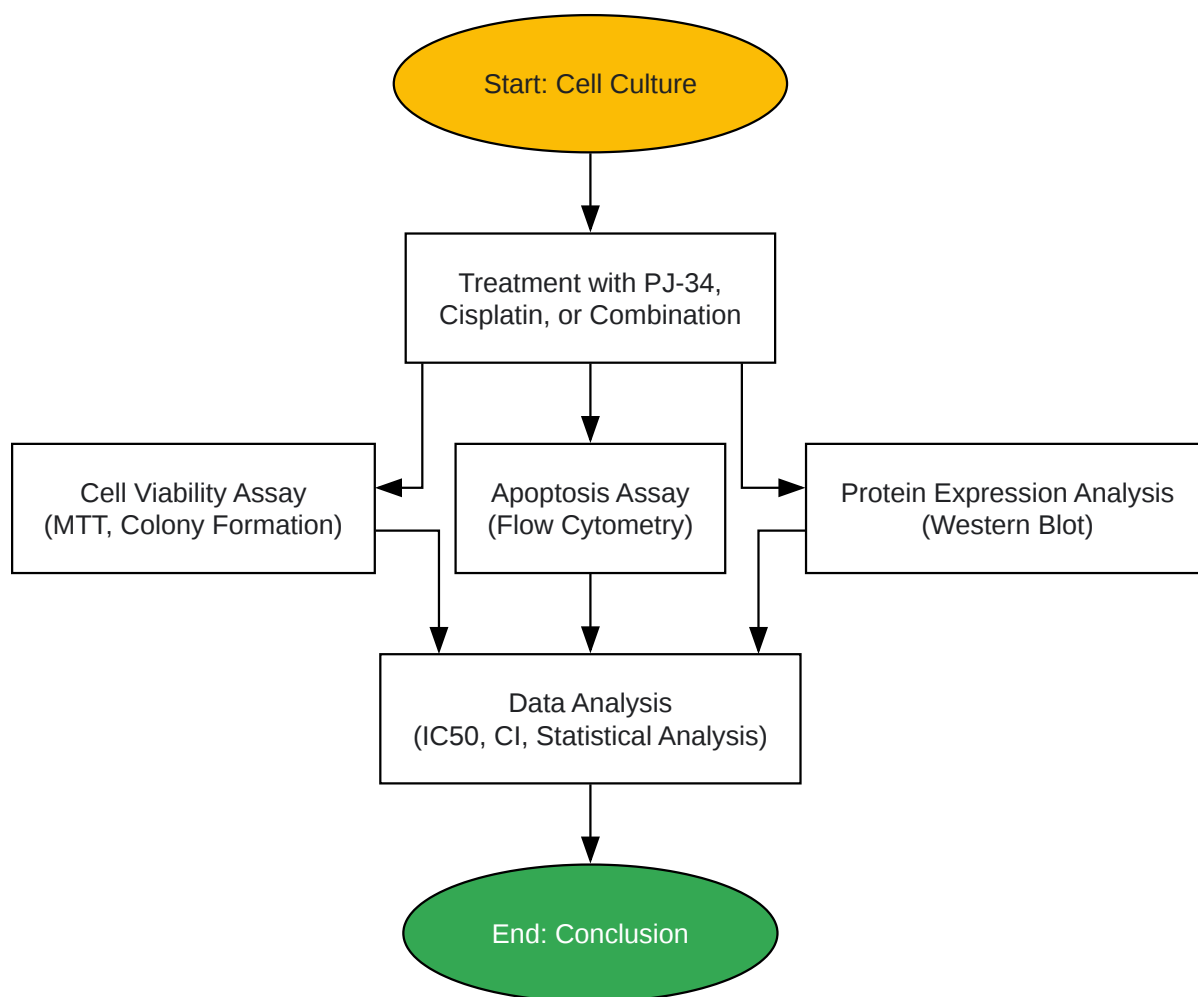 Start: Cell Culture
Treatment with PJ-34,
Cisplatin, or Combination
Cell Viability Assay
(MTT, Colony Formation)
Apoptosis Assay
(Flow Cytometry)
Protein Expression Analysis
(Western Blot)
Data Analysis
(IC50, CI, Statistical Analysis)
End: Conclusion